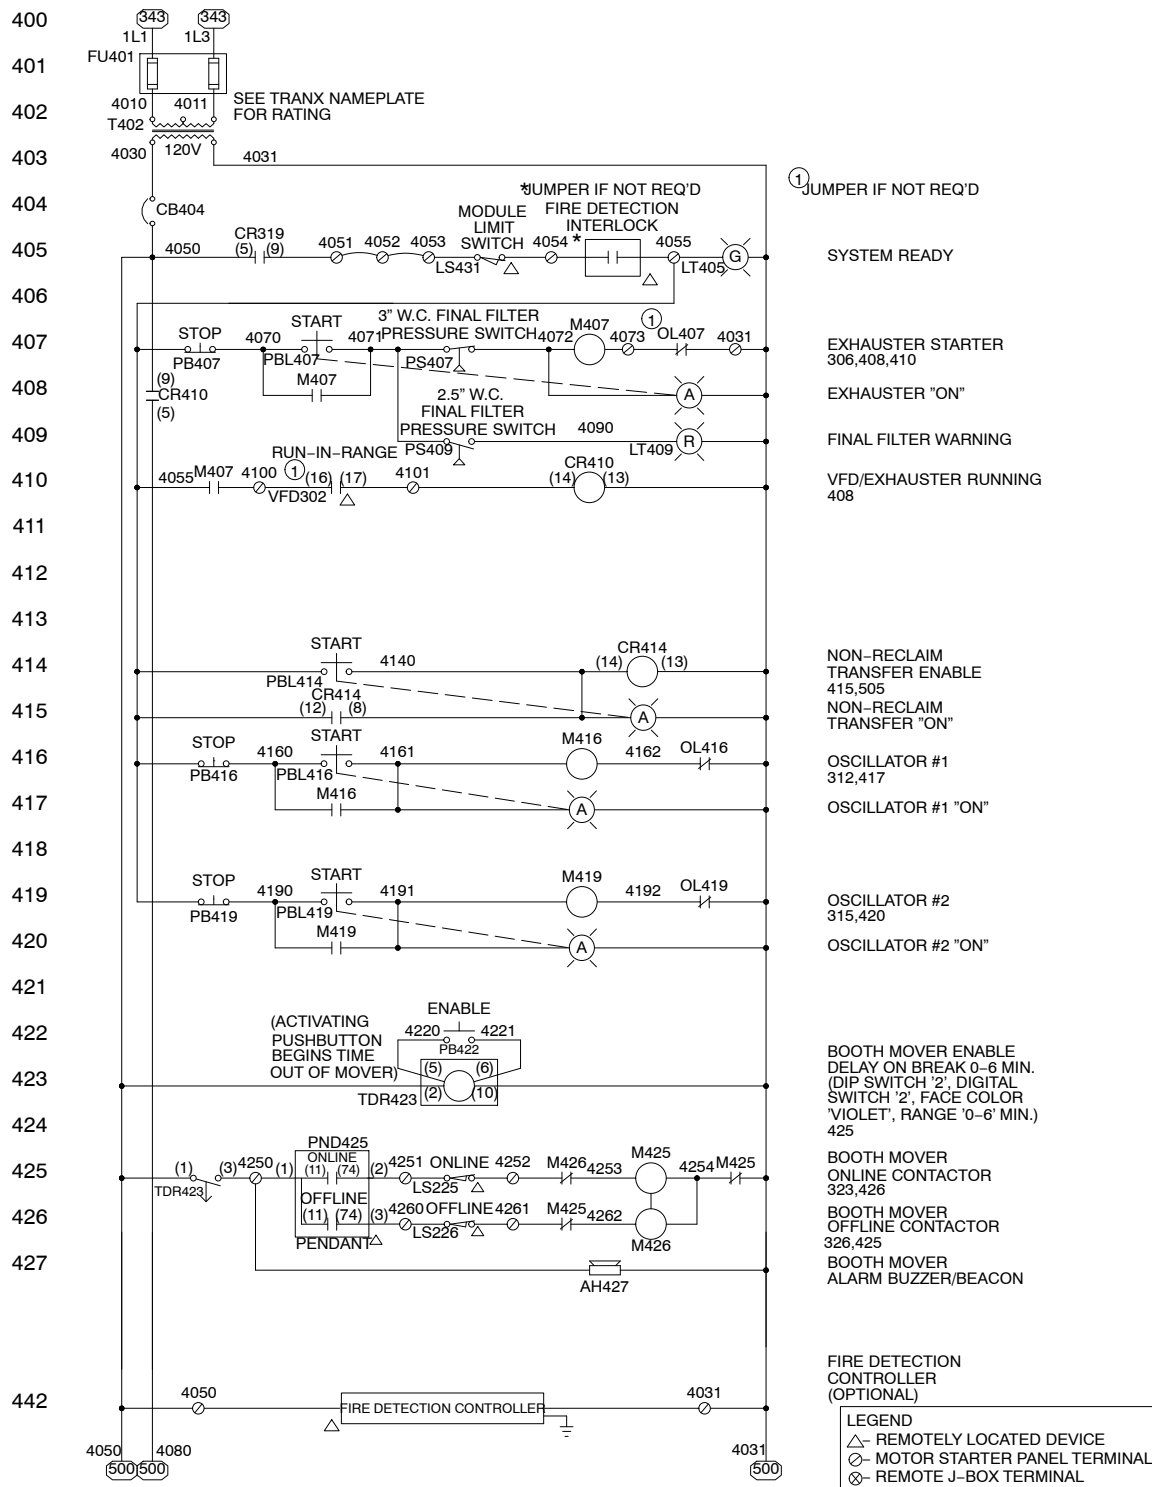 400
343 343
1L1 1L3
FU401
401
4010 4011
SEE TRANX NAMEPLATE
FOR RATING
402
T402
4030 120V 4031
403
*JUMPER IF NOT REQ'D
1
JUMPER IF NOT REQ'D
404
CB404
MODULE
LIMIT
SWITCH
FIRE DETECTION
INTERLOCK
405
4050 CR319
(5) (9)
4051 4052 4053
LS431
4054 *
4055
LT405
G
SYSTEM READY
406
3" W.C. FINAL FILTER
PRESSURE SWITCH
407
STOP
PB407
4070 START
PBL407
4071
PS407
4072 M407 4073 1 OL407 4031
EXHAUSTER STARTER
306,408,410
408
(9)
CR410
(5)
M407
A
EXHAUSTER "ON"
2.5" W.C.
FINAL FILTER
PRESSURE SWITCH
409
PS409
4090
LT409
R
FINAL FILTER WARNING
RUN-IN-RANGE
410
4055 M407 4100 1 (16) (17)
VFD302
4101
CR410
(14) (13)
VFD/EXHAUSTER RUNNING
408
411
412
413
414
START
PBL414
4140
CR414
(14) (13)
NON-RECLAIM
TRANSFER ENABLE
415,505
415
CR414
(12) (8)
A
NON-RECLAIM
TRANSFER "ON"
416
STOP
PB416
4160 START
PBL416
4161
M416
4162 OL416
OSCILLATOR #1
312,417
417
M416
A
OSCILLATOR #1 "ON"
418
419
STOP
PB419
4190 START
PBL419
4191
M419
4192 OL419
OSCILLATOR #2
315,420
420
M419
A
OSCILLATOR #2 "ON"
421
422
(ACTIVATING
PUSHBUTTON
BEGINS TIME
OUT OF MOVER)
ENABLE
4220 4221
PB422
423
(5) (6)
(2) (10)
TDR423
BOOTH MOVER ENABLE
DELAY ON BREAK 0-6 MIN.
(DIP SWITCH '2', DIGITAL
SWITCH '2', FACE COLOR
'VIOLET', RANGE '0-6' MIN.)
425
424
425
(1) (3)
TDR423
4250 (1)
PND425
ONLINE
(11) (74)
(2) 4251 ONLINE 4252
LS225
M426 4253
M425
4254 M425
BOOTH MOVER
ONLINE CONTACTOR
323,426
426
OFFLINE
(11) (74)
PENDANT
(3) 4260 OFFLINE 4261
LS226
M425
4262
M426
BOOTH MOVER
OFFLINE CONTACTOR
326,425
427
AH427
BOOTH MOVER
ALARM BUZZER/BEACON
442
4050
FIRE DETECTION CONTROLLER
4031
FIRE DETECTION
CONTROLLER
(OPTIONAL)
4050 4080 4031
500 500 500
LEGEND
– REMOTELY LOCATED DEVICE
– MOTOR STARTER PANEL TERMINAL
– REMOTE J-BOX TERMINAL